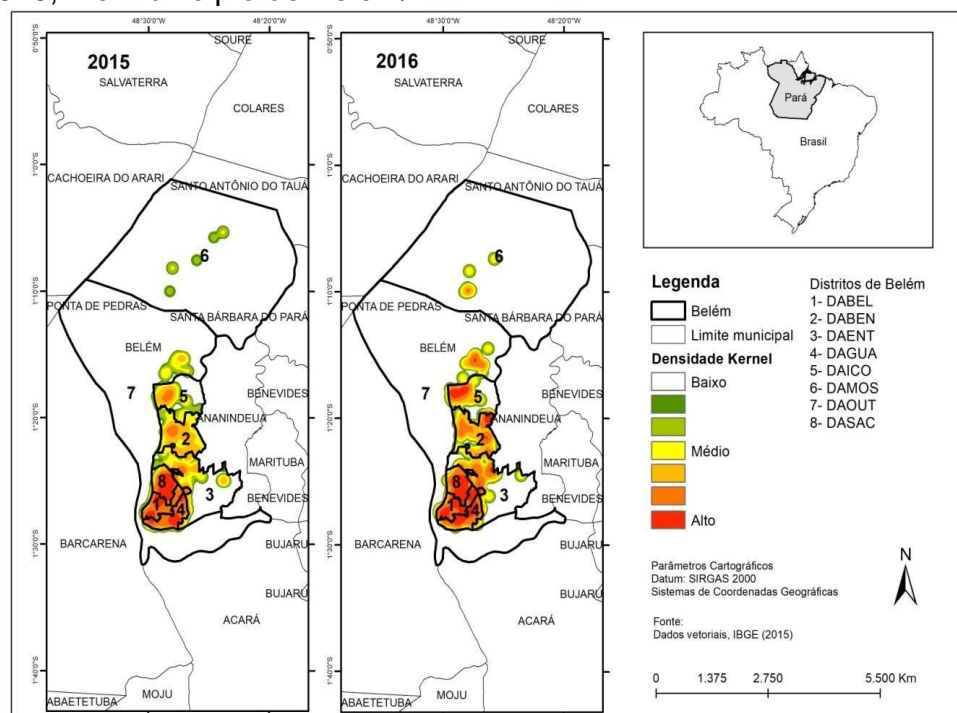 48°30'0"W
48°20'0"W
48°30'0"W
48°20'0"W
0°50'0"S
1°0'0"S
1°10'0"S
1°20'0"S
1°30'0"S
1°40'0"S
2015
SOURE
SALVATERRA
COLARES
CACHOEIRA DO ARARI
SANTO ANTÔNIO DO TAUÁ
6
PONTA DE PEDRAS
SANTA BÁRBARA DO PARÁ
BELÉM
7
5
BENEVIDES
ANANINDEUA
2
MARITUBA
8
3
BENEVIDES
1
4
BARCARENA
BUJARU
BUJARÚ
ACARÁ
MOJU
ABAETETUBA
0°50'0"S
1°0'0"S
1°10'0"S
1°20'0"S
1°30'0"S
1°40'0"S
2016
SOURE
SALVATERRA
COLARES
CACHOEIRA DO ARARI
SANTO ANTÔNIO DO TAUÁ
6
PONTA DE PEDRAS
SANTA BÁRBARA DO PARÁ
BELÉM
7
5
BENEVIDES
ANANINDEUA
2
MARITUBA
8
3
BENEVIDES
1
4
BARCARENA
BUJARU
BUJARÚ
ACARÁ
MOJU
ABAETETUBA
Pará
Brasil
Legenda
Belém
Limite municipal
Densidade Kernel
Baixo
Médio
Alto
Distritos de Belém
1- DABEL
2- DABEN
3- DAENT
4- DAGUA
5- DAICO
6- DAMOS
7- DAOUT
8- DASAC
Parâmetros Cartográficos
Datum: SIRGAS 2000
Sistemas de Coordenadas Geográficas
N
Fonte:
Dados vetoriais, IBGE (2015)
0 1.375 2.750 5.500 Km